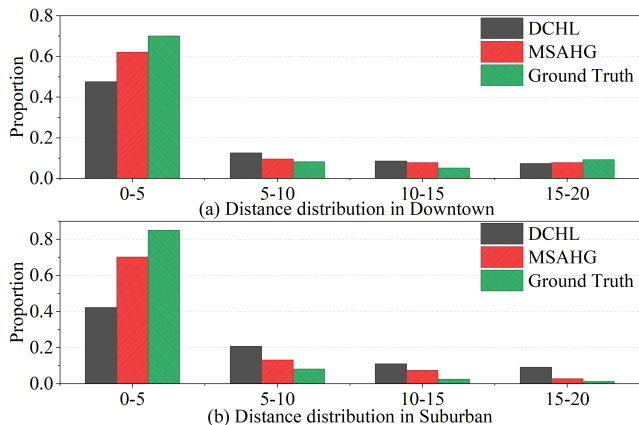 0.8
DCHL
MSAHG
Ground Truth
0.6
0.4
0.2
0.0
Proportion
0-5
5-10
10-15
15-20
(a) Distance distribution in Downtown
0.8
DCHL
MSAHG
Ground Truth
0.6
0.4
0.2
0.0
Proportion
0-5
5-10
10-15
15-20
(b) Distance distribution in Suburban